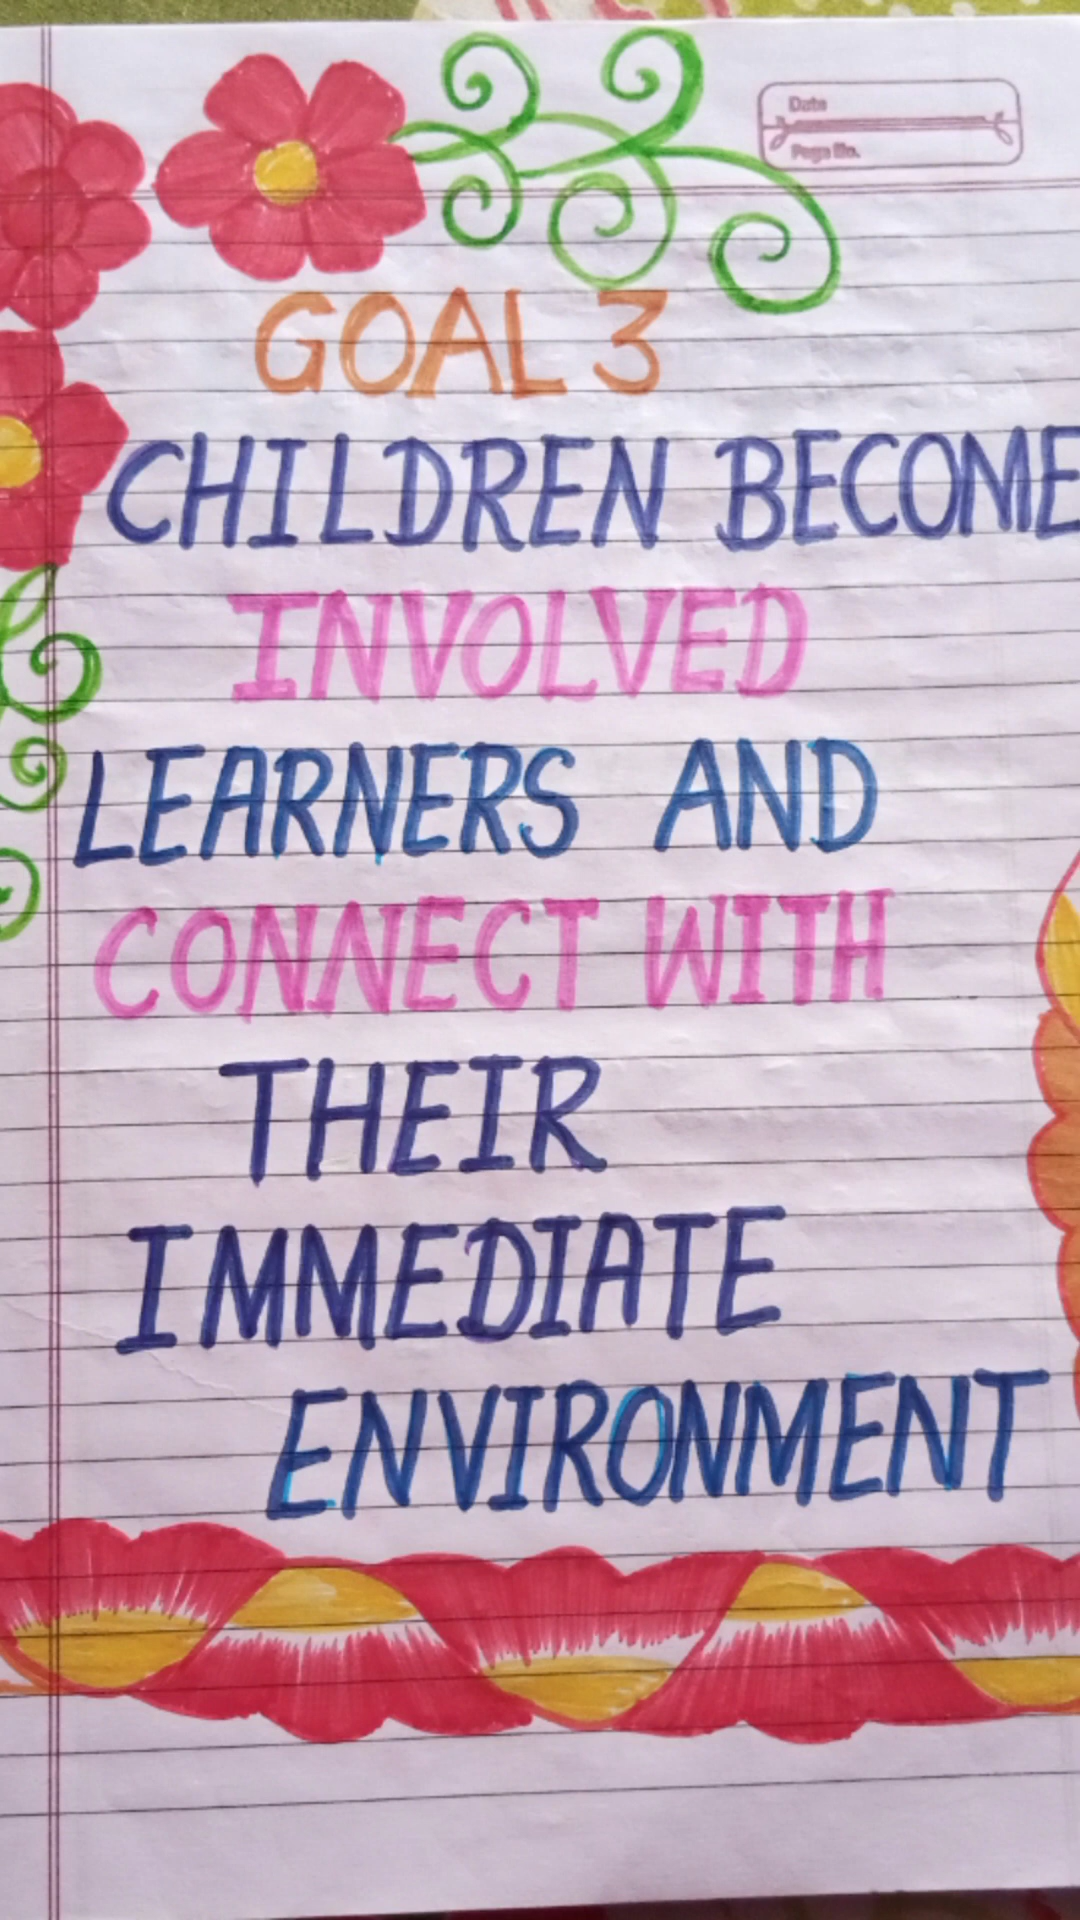 Date
Page No.
GOAL 3
CHILDREN BECOME
INVOLVED
LEARNERS AND
CONNECT WITH
THEIR
IMMEDIATE
ENVIRONMENT